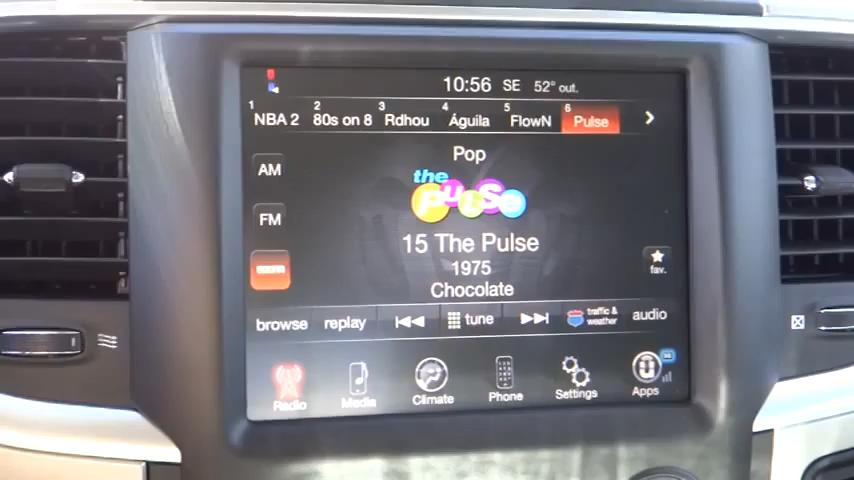 10:56 SE 52° out.
1 NBA 2 2 80s on 8 3 Rdhou 4 Águila 5 FlowN 6 Pulse
Pop
AM
the pulse
FM
15 The Pulse
1975
fav.
Chocolate
browse replay tune traffic & weather audio
Radio Media Climate Phone Settings Apps